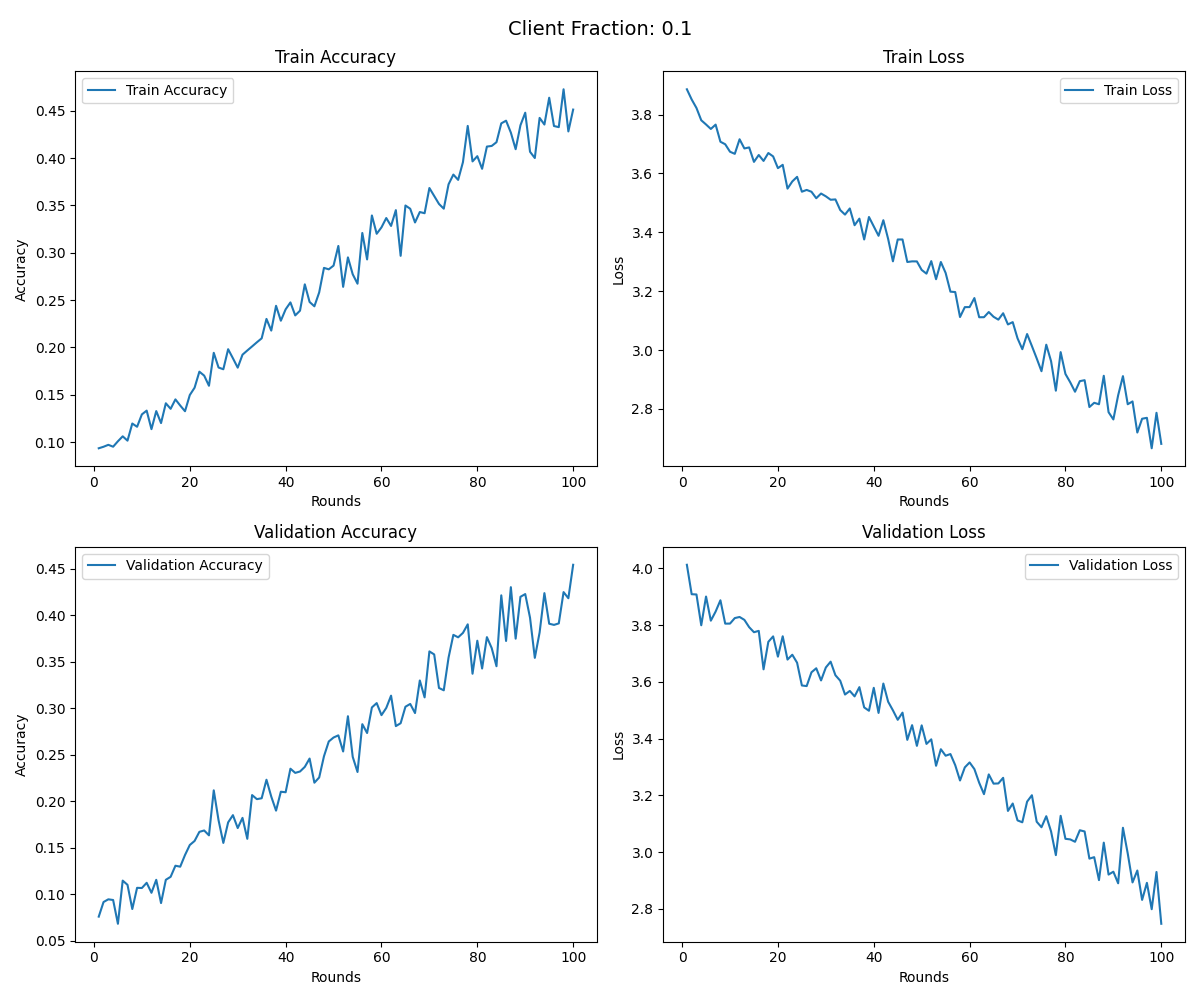 Client Fraction: 0.1
Train Accuracy
Train Accuracy
0.45
0.40
0.35
0.30
0.25
0.20
0.15
0.10
Accuracy
0 20 40 60 80 100
Rounds
Train Loss
Train Loss
3.8
3.6
3.4
3.2
3.0
2.8
Loss
0 20 40 60 80 100
Rounds
Validation Accuracy
Validation Accuracy
0.45
0.40
0.35
0.30
0.25
0.20
0.15
0.10
0.05
Accuracy
0 20 40 60 80 100
Rounds
Validation Loss
Validation Loss
4.0
3.8
3.6
3.4
3.2
3.0
2.8
Loss
0 20 40 60 80 100
Rounds